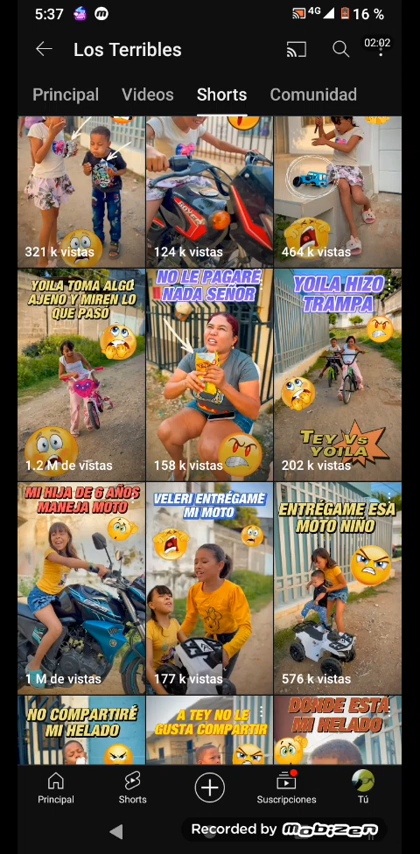 5:37
4G
16 %
Los Terribles
02:02
Principal
Videos
Shorts
Comunidad
321 k vistas
124 k vistas
464 k vistas
YOILA TOMA ALGO
AJENO Y MIREN LO
QUE PASO
1.2 M de vistas
NO LE PAGARÉ
NADA SEÑOR
158 k vistas
YOILA HIZO
TRAMPA
TEY VS
YOILA
202 k vistas
MI HIJA DE 6 AÑOS
MANEJA MOTO
1 M de vistas
VELERI ENTRÉGAME
MI MOTO
177 k vistas
ENTRÉGAME ESA
MOTO NIÑO
576 k vistas
NO COMPARTIRÉ
MI HELADO
A TEY NO LE
GUSTA COMPARTIR
DONDE ESTÁ
MI HELADO
Principal
Shorts
Suscripciones
Tú
Recorded by MOBIZEN